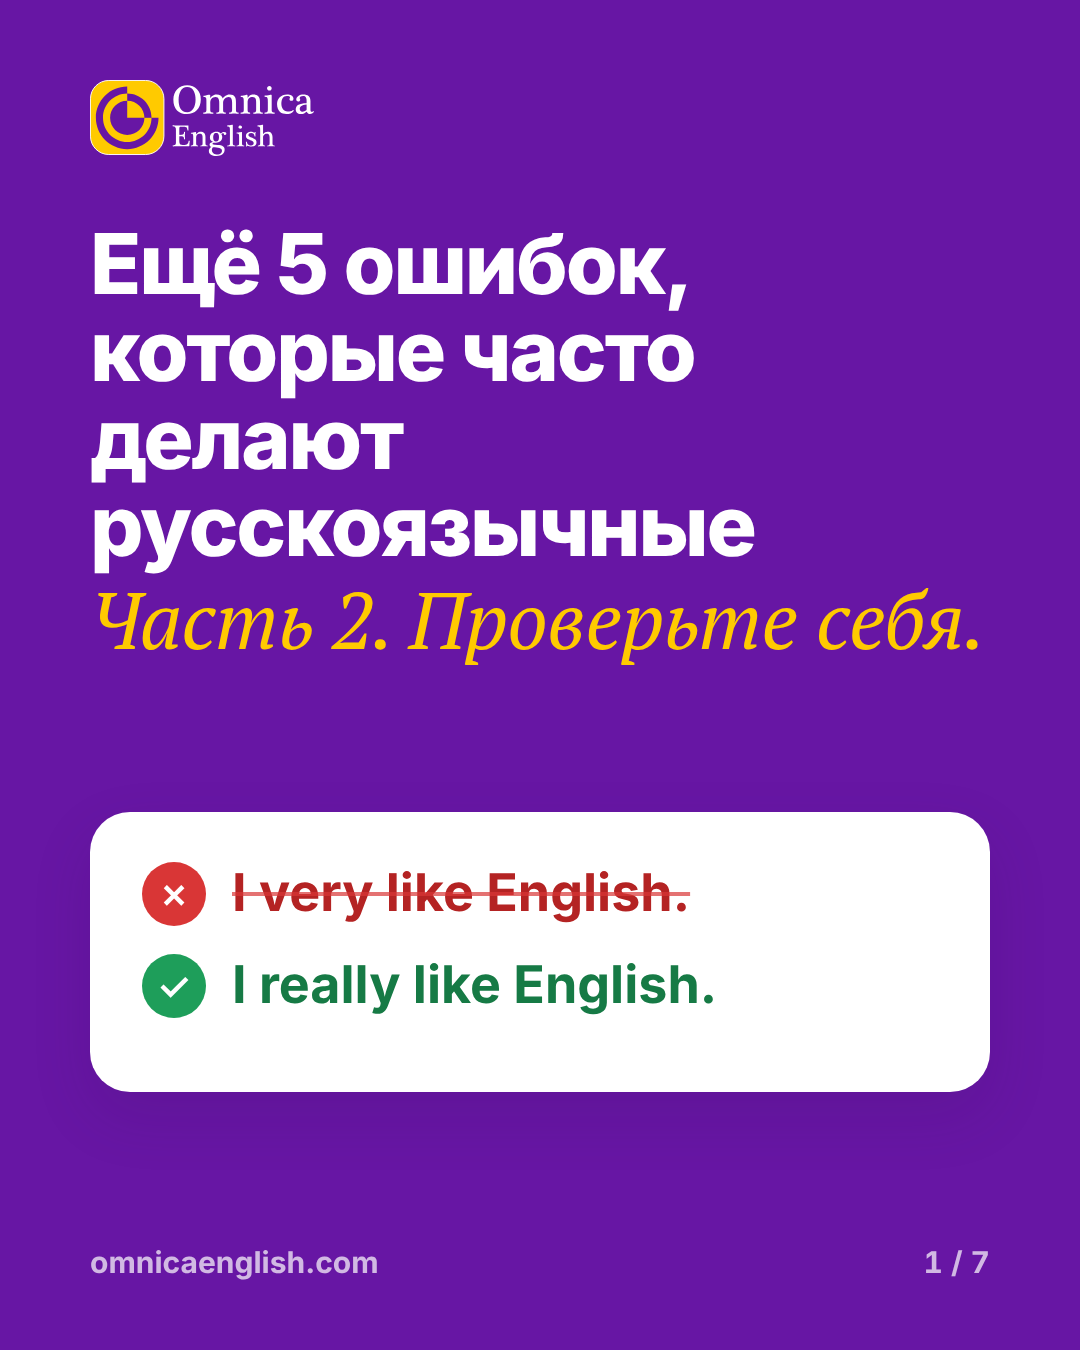 Omnica
English
Ещё 5 ошибок,
которые часто
делают
русскоязычные
Часть 2. Проверьте себя.
I very like English.
I really like English.
omnicaenglish.com
1 / 7